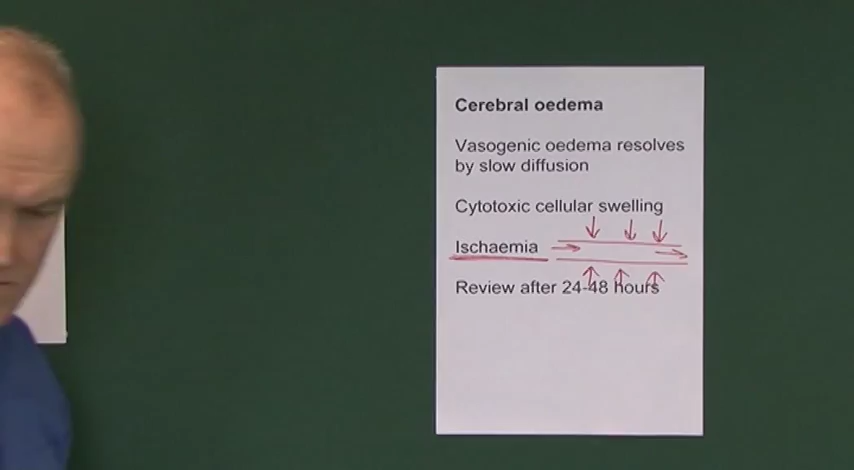 Cerebral oedema
Vasogenic oedema resolves
by slow diffusion
Cytotoxic cellular swelling
Ischaemia
Review after 24-48 hours